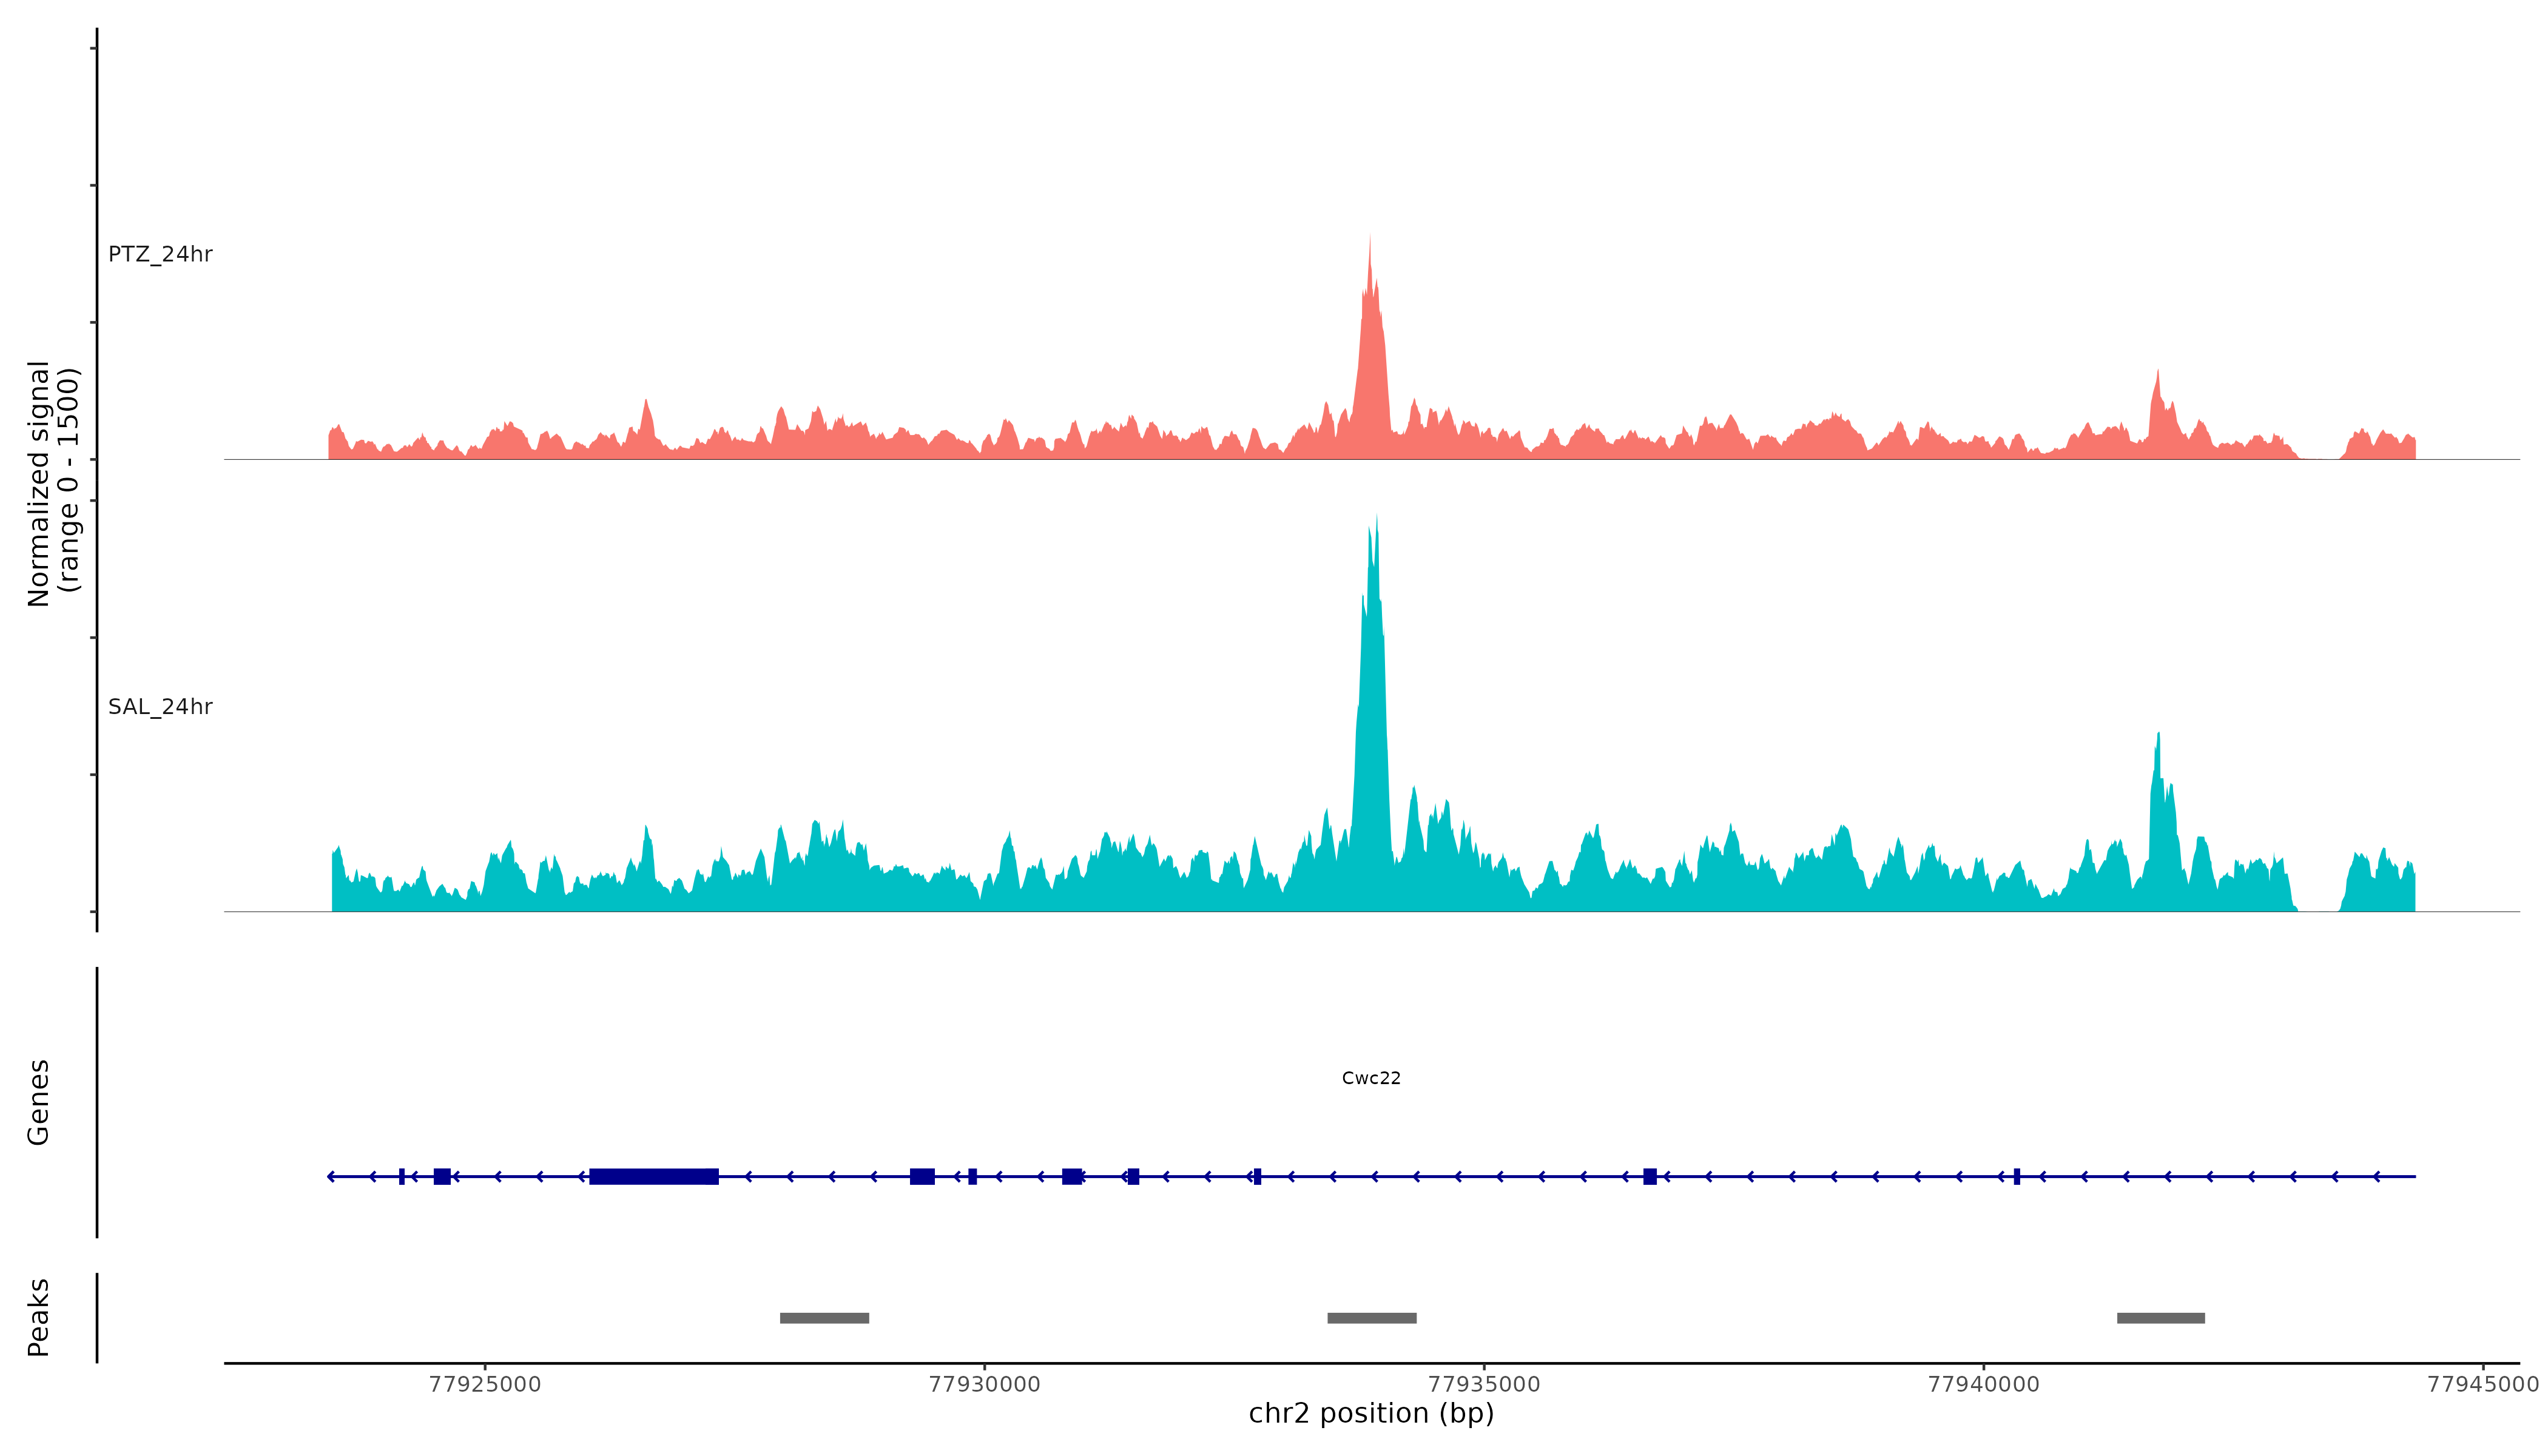 Normalized signal
(range 0 - 1500)
PTZ_24hr
SAL_24hr
Genes
Cwc22
Peaks
77925000 77930000 77935000 77940000 77945000
chr2 position (bp)